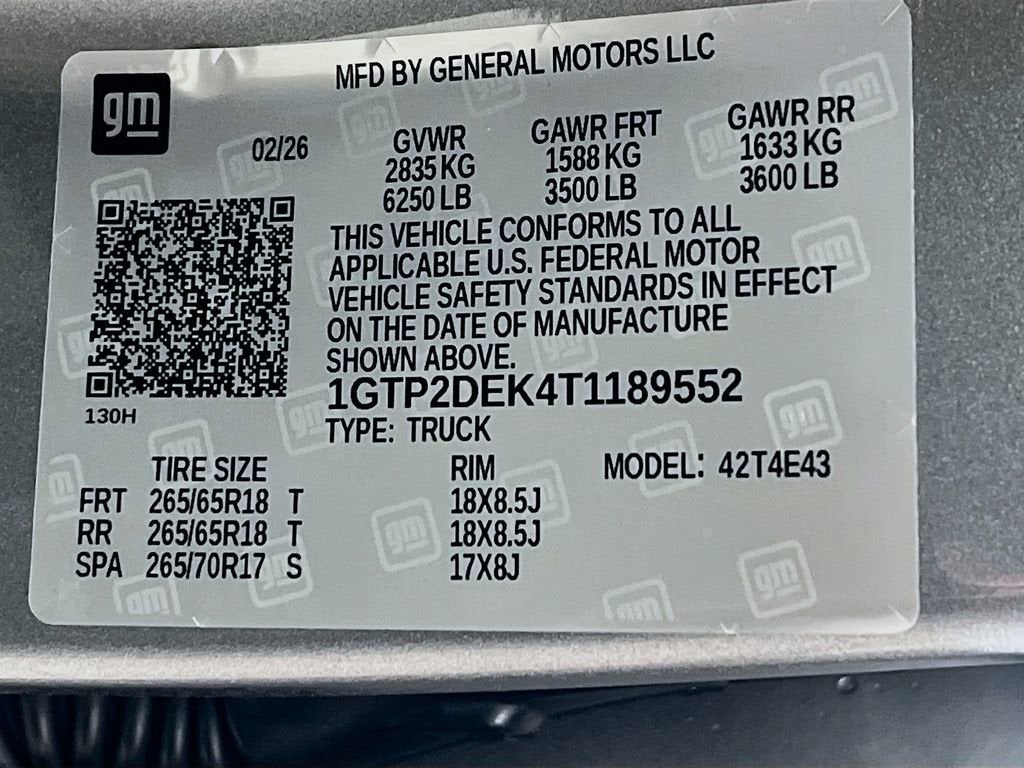 MFD BY GENERAL MOTORS LLC
gm
02/26
GVWR GAWR FRT GAWR RR
2835 KG 1588 KG 1633 KG
6250 LB 3500 LB 3600 LB
THIS VEHICLE CONFORMS TO ALL
APPLICABLE U.S. FEDERAL MOTOR
VEHICLE SAFETY STANDARDS IN EFFECT
ON THE DATE OF MANUFACTURE
SHOWN ABOVE.
1GTP2DEK4T1189552
130H
TYPE: TRUCK
TIRE SIZE RIM MODEL: 42T4E43
FRT 265/65R18 T 18X8.5J
RR 265/65R18 T 18X8.5J
SPA 265/70R17 S 17X8J